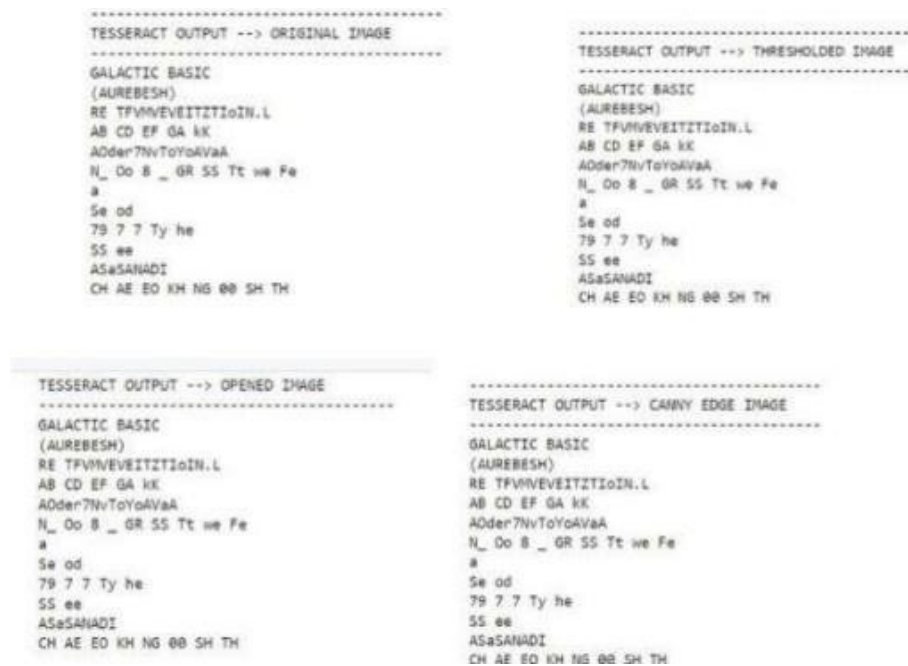 -----------------------------------------
TESSERACT OUTPUT --> ORIGINAL IMAGE
-----------------------------------------
GALACTIC BASIC
(AUREBESH)
RE TFVMVEVEITZTIoIN.L
AB CD EF GA kK
AOder7NvToYoAVaA
N_ Oo 8 _ GR SS Tt we Fe
a
Se od
79 7 7 Ty he
SS ee
ASaSANADI
CH AE EO KH NG 00 SH TH
-----------------------------------------
TESSERACT OUTPUT --> THRESHOLDED IMAGE
-----------------------------------------
GALACTIC BASIC
(AUREBESH)
RE TFVMVEVEITZTIoIN.L
AB CD EF GA kK
AOder7NvToYoAVaA
N_ Oo 8 _ GR SS Tt we Fe
a
Se od
79 7 7 Ty he
SS ee
ASaSANADI
CH AE EO KH NG 00 SH TH
TESSERACT OUTPUT --> OPENED IMAGE
-----------------------------------------
GALACTIC BASIC
(AUREBESH)
RE TFVMVEVEITZTIoIN.L
AB CD EF GA kK
AOder7NvToYoAVaA
N_ Oo 8 _ GR SS Tt we Fe
a
Se od
79 7 7 Ty he
SS ee
ASaSANADI
CH AE EO KH NG 00 SH TH
-----------------------------------------
TESSERACT OUTPUT --> CANNY EDGE IMAGE
-----------------------------------------
GALACTIC BASIC
(AUREBESH)
RE TFVMVEVEITZTIoIN.L
AB CD EF GA kK
AOder7NvToYoAVaA
N_ Oo 8 _ GR SS Tt we Fe
a
Se od
79 7 7 Ty he
SS ee
ASaSANADI
CH AE EO KH NG 00 SH TH